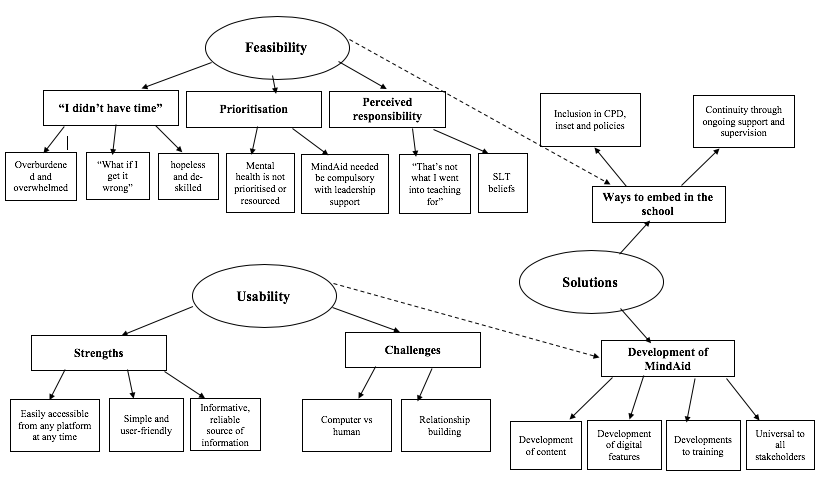 Feasibility
“I didn’t have time”
Prioritisation
Perceived
responsibility
Overburdene
d and
overwhelmed
“What if I
get it
wrong”
hopeless
and de-
skilled
Mental
health is not
prioritised or
resourced
MindAid needed
be compulsory
with leadership
support
“That’s not
what I went
into teaching
for”
SLT
beliefs
Inclusion in CPD,
inset and policies
Continuity through
ongoing support and
supervision
Ways to embed in the
school
Solutions
Usability
Strengths
Challenges
Development of
MindAid
Easily accessible
from any platform
at any time
Simple and
user-friendly
Informative,
reliable
source of
information
Computer vs
human
Relationship
building
Development
of content
Development
of digital
features
Developments
to training
Universal to
all
stakeholders